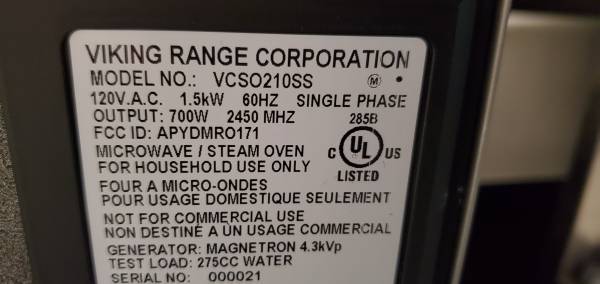 VIKING RANGE CORPORATION
MODEL NO.: VCSO210SS M
120V.A.C. 1.5kW 60HZ SINGLE PHASE
OUTPUT: 700W 2450 MHZ 285B
FCC ID: APYDMRO171
MICROWAVE / STEAM OVEN C UL US
FOR HOUSEHOLD USE ONLY LISTED
FOUR A MICRO-ONDES
POUR USAGE DOMESTIQUE SEULEMENT
NOT FOR COMMERCIAL USE
NON DESTINÉ A UN USAGE COMMERCIAL
GENERATOR: MAGNETRON 4.3kVp
TEST LOAD: 275CC WATER
SERIAL NO: 000021